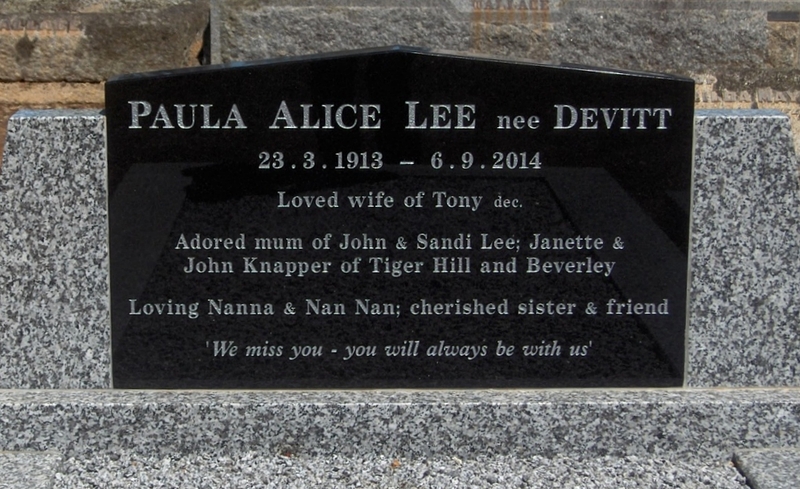 PAULA ALICE LEE nee DEVITT
23.3.1913 – 6.9.2014
Loved wife of Tony dec.
Adored mum of John & Sandi Lee; Janette &
John Knapper of Tiger Hill and Beverley
Loving Nanna & Nan Nan; cherished sister & friend
'We miss you - you will always be with us'